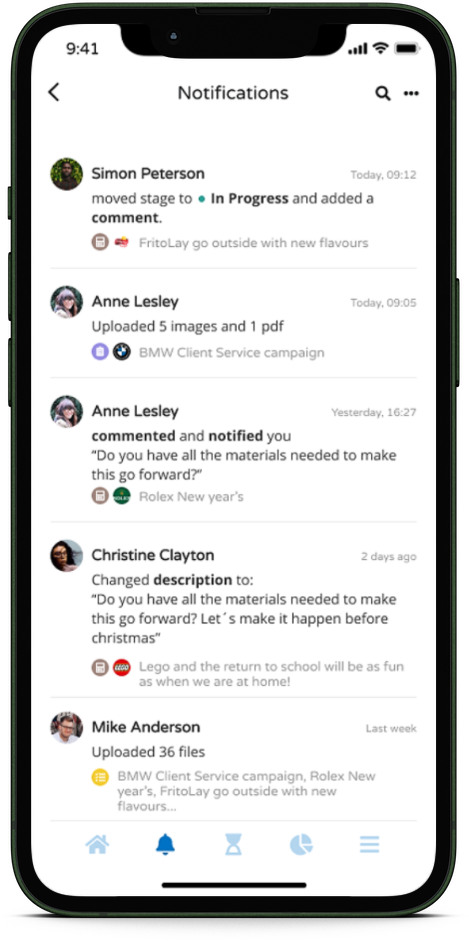 9:41
Notifications
Simon Peterson
Today, 09:12
moved stage to • In Progress and added a
comment.
FritoLay go outside with new flavours
Anne Lesley
Today, 09:05
Uploaded 5 images and 1 pdf
BMW Client Service campaign
Anne Lesley
Yesterday, 16:27
commented and notified you
“Do you have all the materials needed to make
this go forward?”
ROLEX
Rolex New year's
Christine Clayton
2 days ago
Changed description to:
“Do you have all the materials needed to make
this go forward? Let´s make it happen before
christmas”
LEGO
Lego and the return to school will be as fun
as when we are at home!
Mike Anderson
Last week
Uploaded 36 files
BMW Client Service campaign, Rolex New
year's, FritoLay go outside with new
flavours...